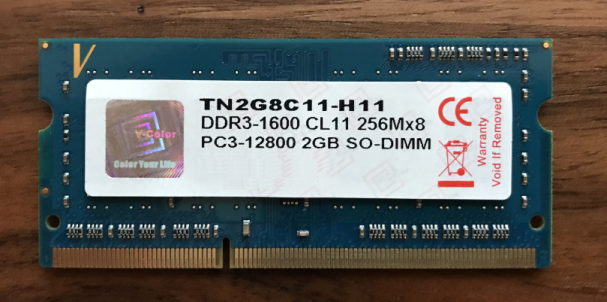 V
TN2G8C11-H11
DDR3-1600 CL11 256Mx8
PC3-12800 2GB SO-DIMM
V-Color
Color Your Life
CE
Warranty
Void If Removed